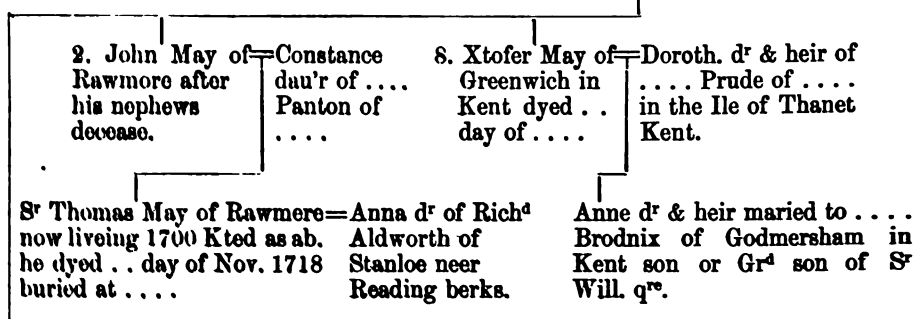 2. John May of=Constance
Rawmore after dau'r of ....
his nephews Panton of
decease. ....
8. Xtofer May of=Doroth. dʳ & heir of
Greenwich in .... Prude of ....
Kent dyed .. in the Ile of Thanet
day of .... Kent.
Sʳ Thomas May of Rawmere=Anna dʳ of Richᵈ
now liveing 1700 Kted as ab. Aldworth of
he dyed .. day of Nov. 1718 Stanloe neer
buried at .... Reading berks.
Anne dʳ & heir maried to ....
Brodnix of Godmersham in
Kent son or Grᵈ son of Sʳ
Will. qʳᵉ.